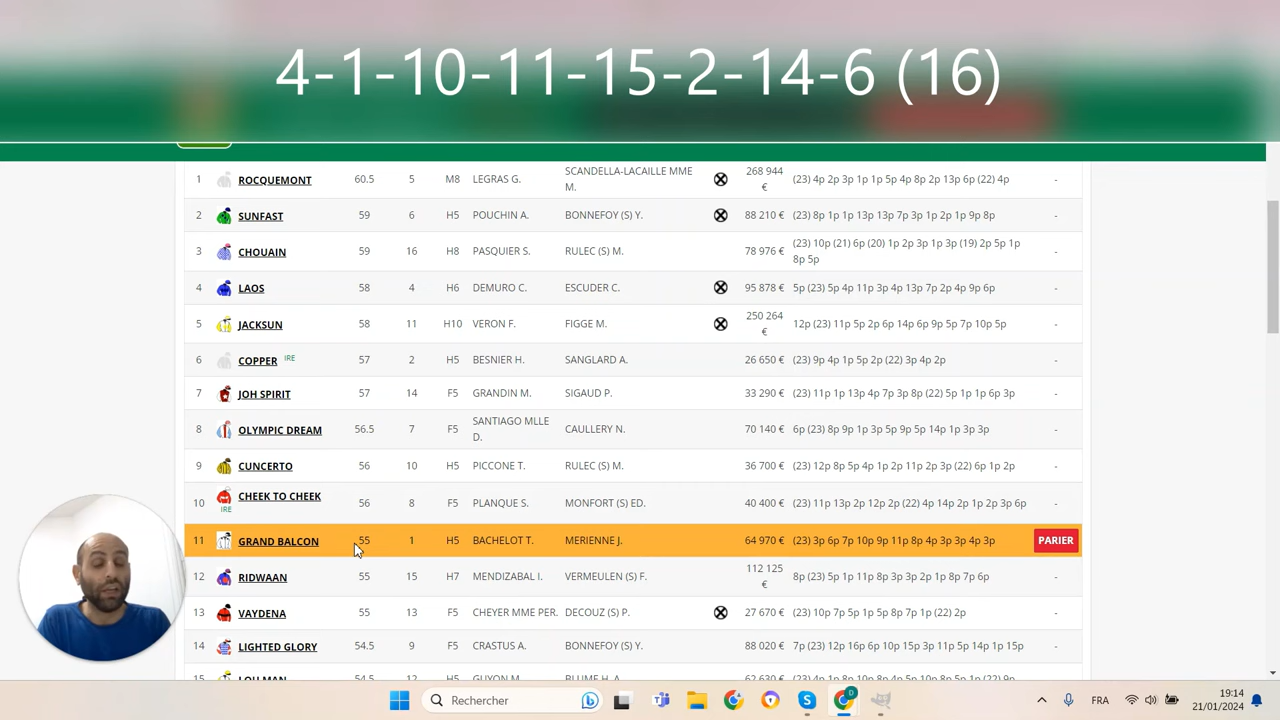 4-1-10-11-15-2-14-6 (16)
1 ROCQUEMONT 60.5 5 M8 LEGRAS G. SCANDELLA-LACAILLE MME M. 268 944 € (23) 4p 2p 3p 1p 1p 5p 4p 8p 2p 13p 6p (22) 4p -
2 SUNFAST 59 6 H5 POUCHIN A. BONNEFOY (S) Y. 88 210 € (23) 8p 1p 1p 13p 13p 7p 3p 1p 2p 1p 9p 8p -
3 CHOUAIN 59 16 H8 PASQUIER S. RULEC (S) M. 78 976 € (23) 10p (21) 6p (20) 1p 2p 3p 1p 3p (19) 2p 5p 1p 8p 5p -
4 LAOS 58 4 H6 DEMURO C. ESCUDER C. 95 878 € 5p (23) 5p 4p 11p 3p 4p 13p 7p 2p 4p 9p 6p -
5 JACKSUN 58 11 H10 VERON F. FIGGE M. 250 264 € 12p (23) 11p 5p 2p 6p 14p 6p 9p 5p 7p 10p 5p -
6 COPPER IRE 57 2 H5 BESNIER H. SANGLARD A. 26 650 € (23) 9p 4p 1p 5p 2p (22) 3p 4p 2p -
7 JOH SPIRIT 57 14 F5 GRANDIN M. SIGAUD P. 33 290 € (23) 11p 1p 13p 4p 7p 3p 8p (22) 5p 1p 1p 6p 3p -
8 OLYMPIC DREAM 56.5 7 F5 SANTIAGO MLLE D. CAULLERY N. 70 140 € 6p (23) 8p 9p 1p 3p 5p 9p 5p 14p 1p 3p 3p -
9 CUNCERTO 56 10 H5 PICCONE T. RULEC (S) M. 36 700 € (23) 12p 8p 5p 4p 1p 2p 11p 2p 3p (22) 6p 1p 2p -
10 CHEEK TO CHEEK IRE 56 8 F5 PLANQUE S. MONFORT (S) ED. 40 400 € (23) 11p 13p 2p 12p 2p (22) 4p 14p 2p 1p 2p 3p 6p -
11 GRAND BALCON 55 1 H5 BACHELOT T. MERIENNE J. 64 970 € (23) 3p 6p 7p 10p 9p 11p 8p 4p 3p 3p 4p 3p PARIER
12 RIDWAAN 55 15 H7 MENDIZABAL I. VERMEULEN (S) F. 112 125 € 8p (23) 5p 1p 11p 8p 3p 3p 2p 1p 8p 7p 6p -
13 VAYDENA 55 13 F5 CHEYER MME PER. DECOUZ (S) P. 27 670 € (23) 10p 7p 5p 1p 5p 8p 7p 1p (22) 2p -
14 LIGHTED GLORY 54.5 9 F5 CRASTUS A. BONNEFOY (S) Y. 88 020 € 7p (23) 12p 16p 6p 10p 15p 3p 11p 5p 14p 1p 15p -
Rechercher FRA 19:14
21/01/2024